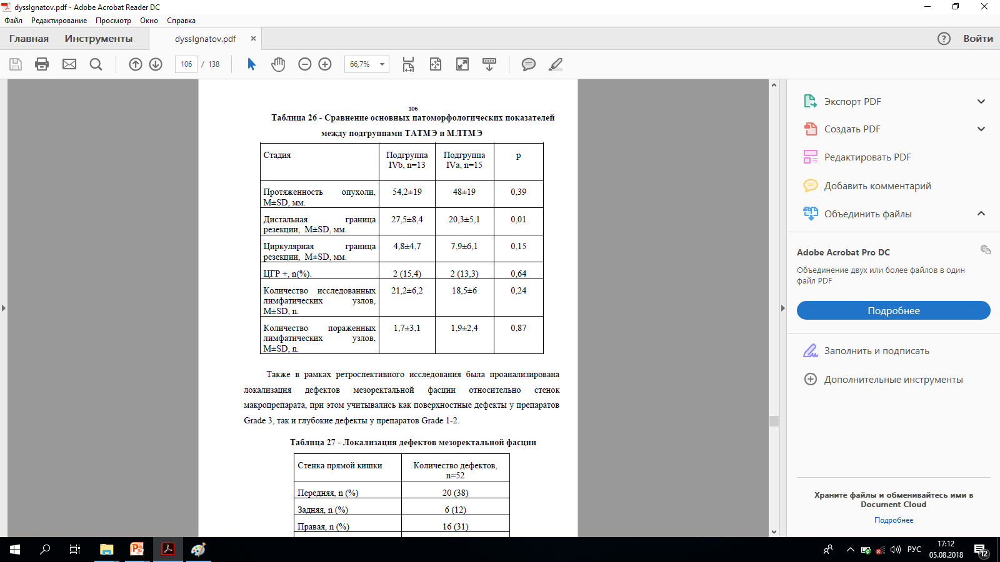 dyssIgnatov.pdf - Adobe Acrobat Reader DC
Файл Редактирование Просмотр Окно Справка
Главная Инструменты dyssIgnatov.pdf × ? Войти
106 / 138 66,7%
106
Таблица 26 - Сравнение основных патоморфологических показателей
между подгруппами ТАТМЭ и МЛТМЭ
Стадия Подгруппа IVb, n=13 Подгруппа IVa, n=15 p
Протяженность опухоли, M±SD, мм. 54,2±19 48±19 0,39
Дистальная граница резекции, M±SD, мм. 27,5±8,4 20,3±5,1 0,01
Циркулярная граница резекции, M±SD, мм. 4,8±4,7 7,9±6,1 0,15
ЦГР +, n(%). 2 (15,4) 2 (13,3) 0,64
Количество исследованных лимфатических узлов, M±SD, n. 21,2±6,2 18,5±6 0,24
Количество пораженных лимфатических узлов, M±SD, n. 1,7±3,1 1,9±2,4 0,87
Также в рамках ретроспективного исследования была проанализирована
локализация дефектов мезоректальной фасции относительно стенок
макропрепарата, при этом учитывались как поверхностные дефекты у препаратов
Grade 3, так и глубокие дефекты у препаратов Grade 1-2.
Таблица 27 - Локализация дефектов мезоректальной фасции
Стенка прямой кишки Количество дефектов, n=52
Передняя, n (%) 20 (38)
Задняя, n (%) 6 (12)
Правая, n (%) 16 (31)
Экспорт PDF
Создать PDF
Редактировать PDF
Добавить комментарий
Объединить файлы
Adobe Acrobat Pro DC
Объединение двух или более файлов в один
файл PDF
Подробнее
Заполнить и подписать
Дополнительные инструменты
Храните файлы и обменивайтесь ими в
Document Cloud
Подробнее
РУС
17:12
05.08.2018
12